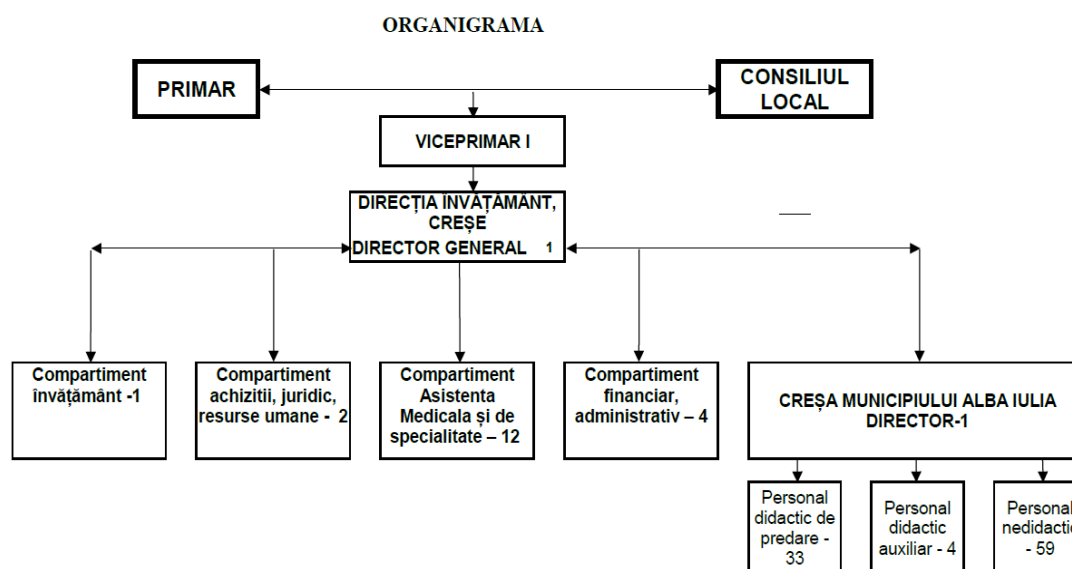 ORGANIGRAMA
PRIMAR
CONSILIUL
LOCAL
VICEPRIMAR I
DIRECȚIA ÎNVĂȚĂMÂNT,
CREȘE
DIRECTOR GENERAL 1
Compartiment
învățământ -1
Compartiment
achizitii, juridic,
resurse umane - 2
Compartiment
Asistenta
Medicala și de
specialitate – 12
Compartiment
financiar,
administrativ – 4
CREȘA MUNICIPIULUI ALBA IULIA
DIRECTOR-1
Personal
didactic de
predare -
33
Personal
didactic
auxiliar - 4
Personal
nedidactic
- 59